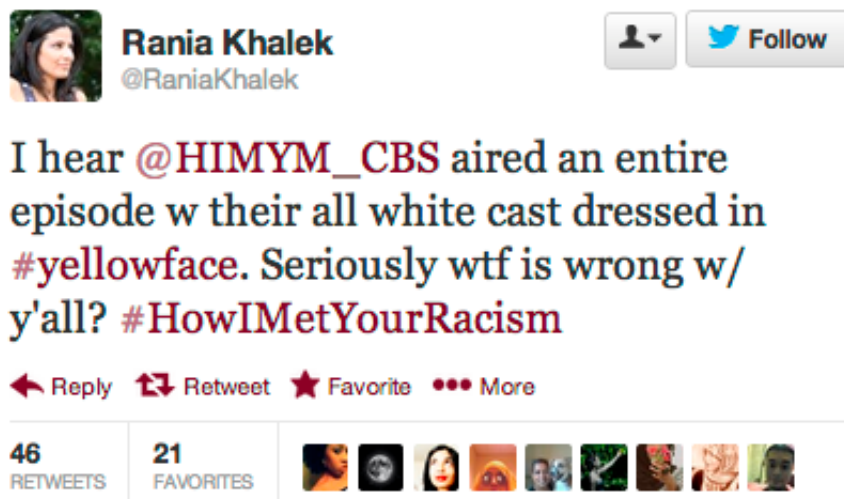 Rania Khalek
@RaniaKhalek
Follow
I hear @HIMYM_CBS aired an entire
episode w their all white cast dressed in
#yellowface. Seriously wtf is wrong w/
y'all? #HowIMetYourRacism
Reply Retweet Favorite More
46 21
RETWEETS FAVORITES